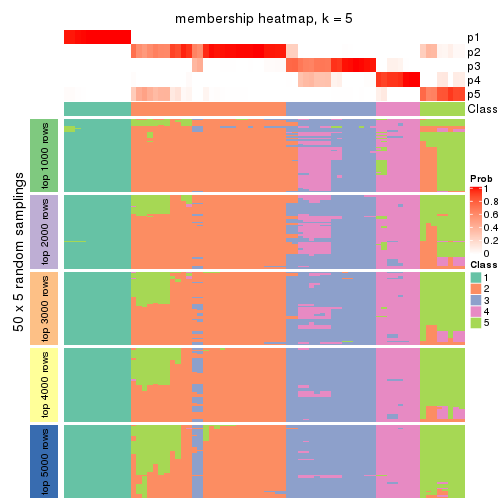 membership heatmap, k = 5
p1
p2
p3
p4
p5
Class
50 x 5 random samplings
top 1000 rows
top 2000 rows
top 3000 rows
top 4000 rows
top 5000 rows
Prob
1
0.8
0.6
0.4
0.2
0
Class
1
2
3
4
5